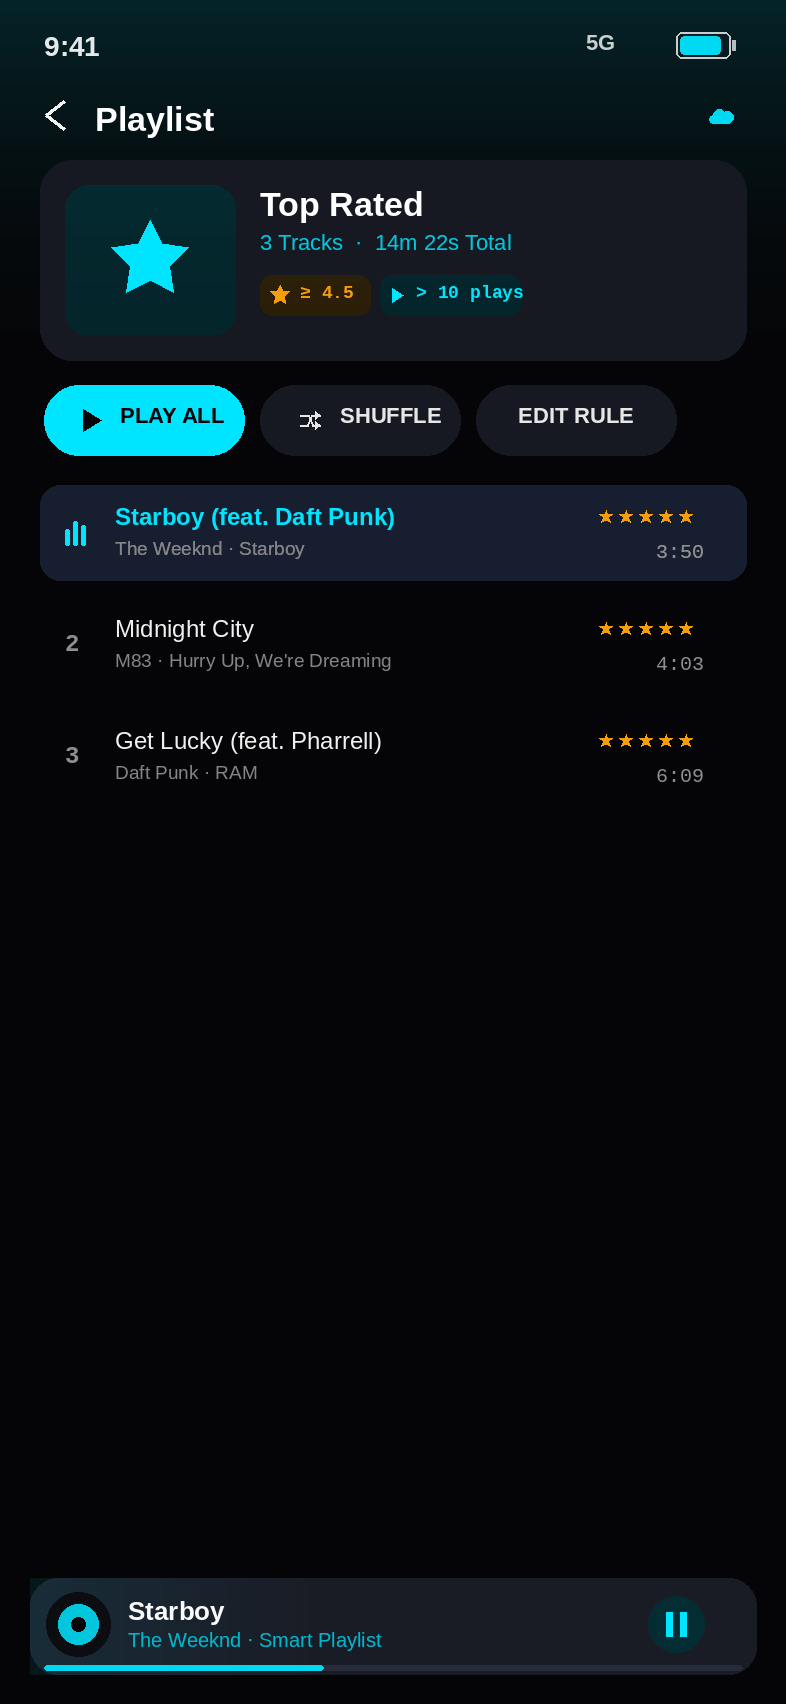 9:41 5G
Playlist
Top Rated
3 Tracks · 14m 22s Total
≥ 4.5 > 10 plays
PLAY ALL SHUFFLE EDIT RULE
Starboy (feat. Daft Punk) ★★★★★
The Weeknd · Starboy 3:50
2 Midnight City ★★★★★
M83 · Hurry Up, We're Dreaming 4:03
3 Get Lucky (feat. Pharrell) ★★★★★
Daft Punk · RAM 6:09
Starboy
The Weeknd · Smart Playlist